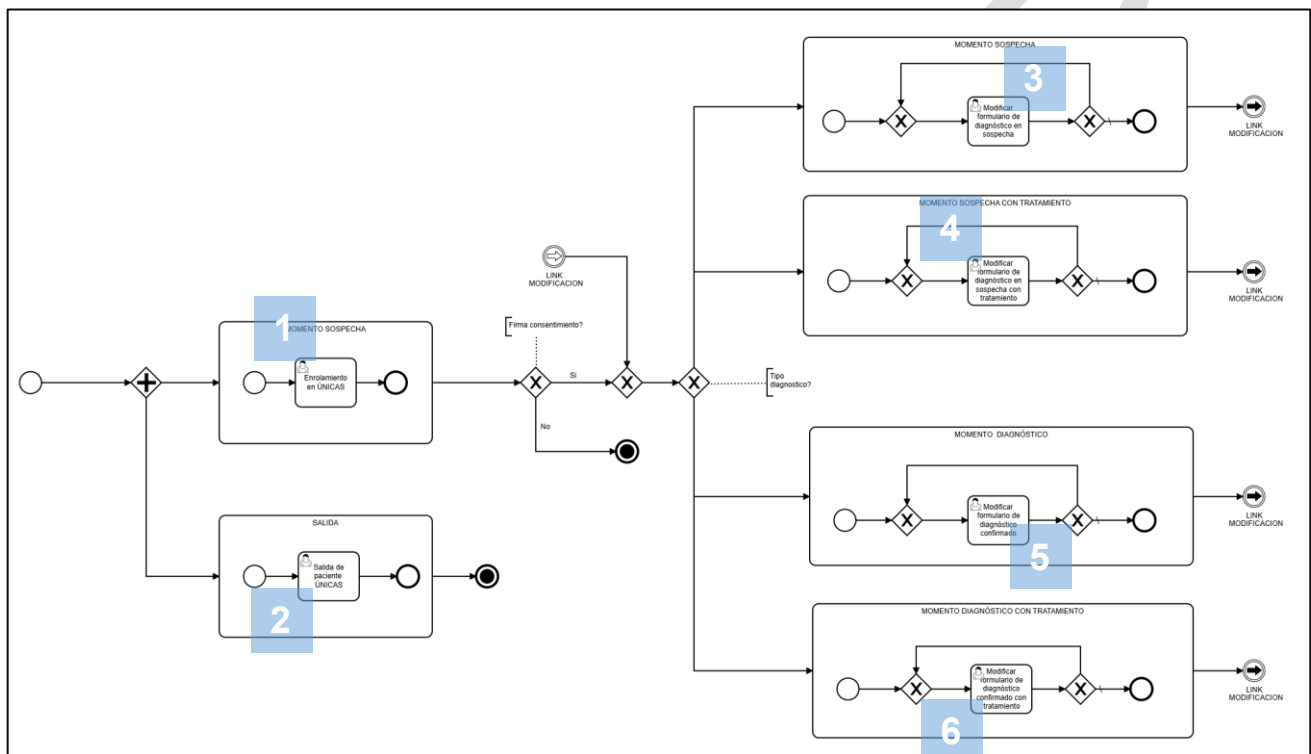 MOMENTO SOSPECHA
3
Modificar
formulario de
diagnóstico en
sospecha
LINK
MODIFICACION
MOMENTO SOSPECHA CON TRATAMIENTO
4
Modificar
formulario de
diagnóstico en
sospecha con
tratamiento
LINK
MODIFICACION
LINK
MODIFICACION
1
MOMENTO SOSPECHA
Enrolamiento
en ÚNICAS
Firma consentimiento?
Si
No
Tipo
diagnostico?
SALIDA
Salida de
paciente
ÚNICAS
2
MOMENTO DIAGNÓSTICO
Modificar
formulario de
diagnóstico
confirmado
5
LINK
MODIFICACION
MOMENTO DIAGNÓSTICO CON TRATAMIENTO
Modificar
formulario de
diagnóstico
confirmado con
tratamiento
6
LINK
MODIFICACION